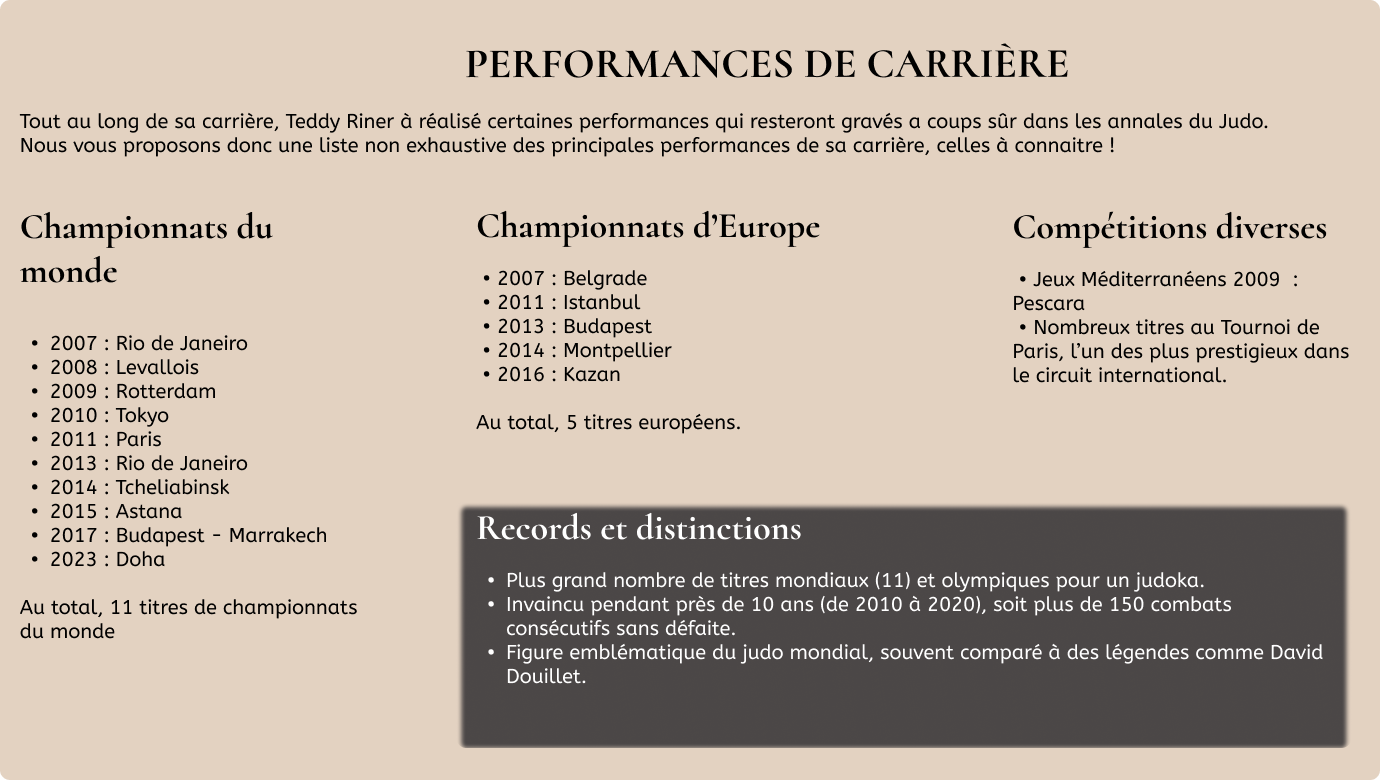 PERFORMANCES DE CARRIÈRE
Tout au long de sa carrière, Teddy Riner à réalisé certaines performances qui resteront gravés a coups sûr dans les annales du Judo.
Nous vous proposons donc une liste non exhaustive des principales performances de sa carrière, celles à connaitre !
Championnats du
monde
• 2007 : Rio de Janeiro
• 2008 : Levallois
• 2009 : Rotterdam
• 2010 : Tokyo
• 2011 : Paris
• 2013 : Rio de Janeiro
• 2014 : Tcheliabinsk
• 2015 : Astana
• 2017 : Budapest - Marrakech
• 2023 : Doha
Au total, 11 titres de championnats
du monde
Championnats d'Europe
• 2007 : Belgrade
• 2011 : Istanbul
• 2013 : Budapest
• 2014 : Montpellier
• 2016 : Kazan
Au total, 5 titres européens.
Compétitions diverses
• Jeux Méditerranéens 2009 :
Pescara
• Nombreux titres au Tournoi de
Paris, l'un des plus prestigieux dans
le circuit international.
Records et distinctions
• Plus grand nombre de titres mondiaux (11) et olympiques pour un judoka.
• Invaincu pendant près de 10 ans (de 2010 à 2020), soit plus de 150 combats
consécutifs sans défaite.
• Figure emblématique du judo mondial, souvent comparé à des légendes comme David
Douillet.